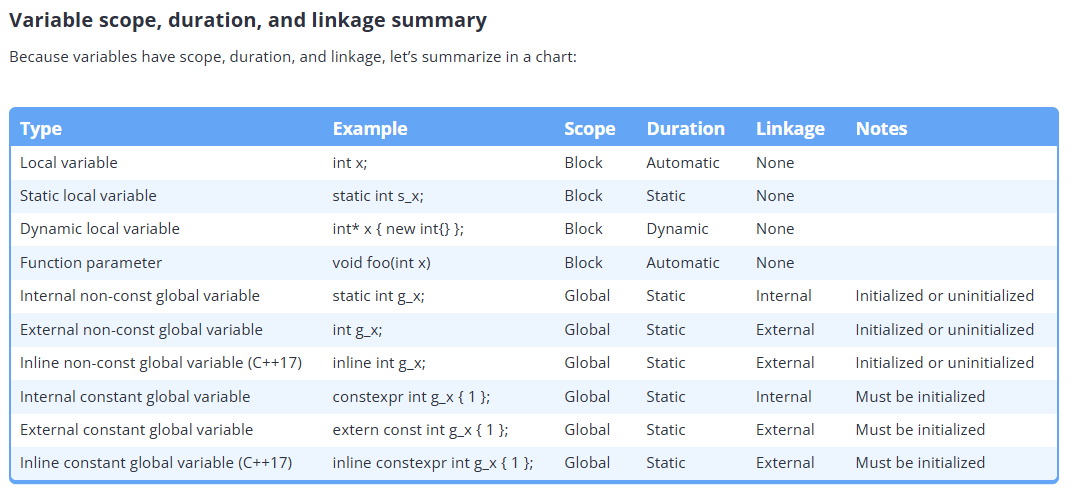 Variable scope, duration, and linkage summary
Because variables have scope, duration, and linkage, let’s summarize in a chart:
Type Example Scope Duration Linkage Notes
Local variable int x; Block Automatic None
Static local variable static int s_x; Block Static None
Dynamic local variable int* x { new int{} }; Block Dynamic None
Function parameter void foo(int x) Block Automatic None
Internal non-const global variable static int g_x; Global Static Internal Initialized or uninitialized
External non-const global variable int g_x; Global Static External Initialized or uninitialized
Inline non-const global variable (C++17) inline int g_x; Global Static External Initialized or uninitialized
Internal constant global variable constexpr int g_x { 1 }; Global Static Internal Must be initialized
External constant global variable extern const int g_x { 1 }; Global Static External Must be initialized
Inline constant global variable (C++17) inline constexpr int g_x { 1 }; Global Static External Must be initialized